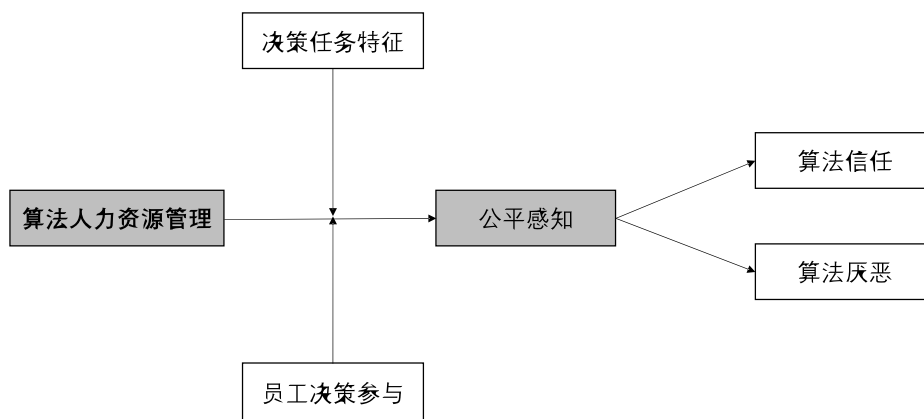 决策任务特征
算法信任
算法人力资源管理
公平感知
算法厌恶
员工决策参与